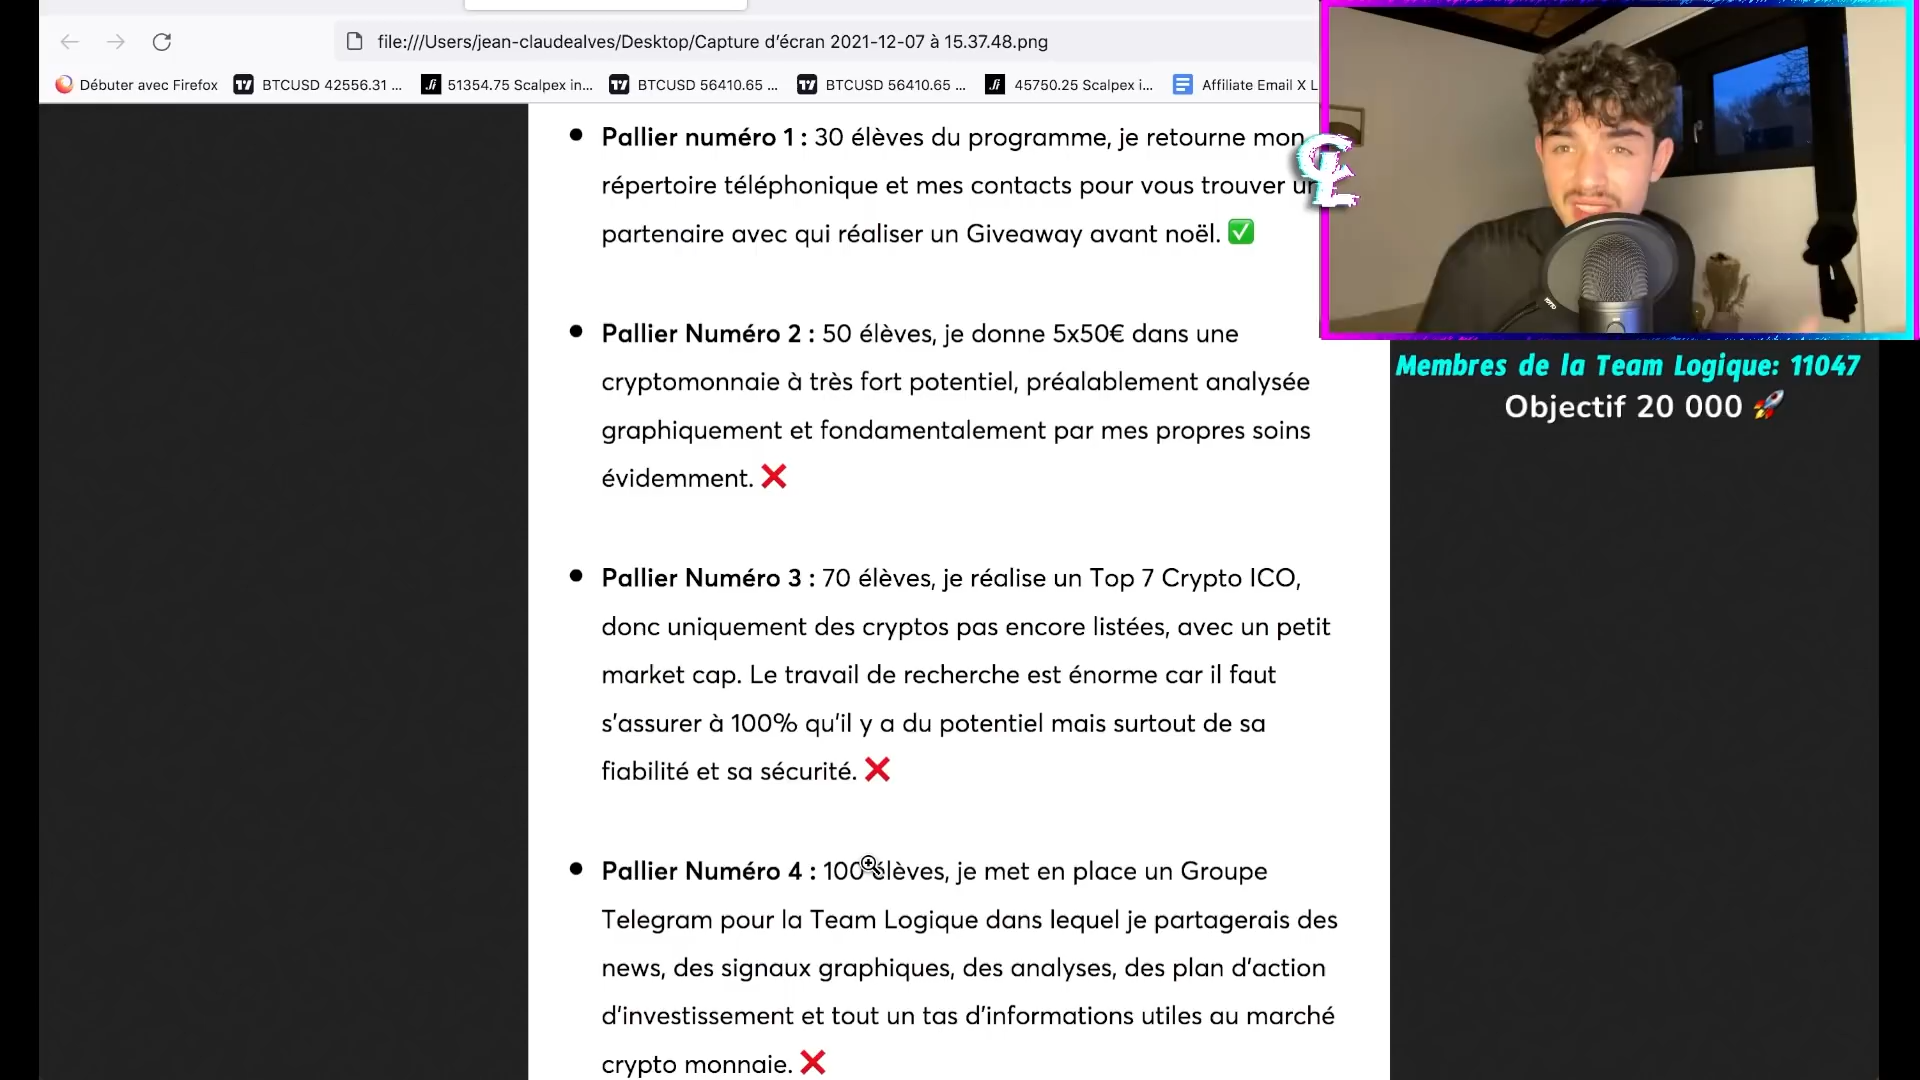 file:///Users/jean-claudealves/Desktop/Capture d'écran 2021-12-07 à 15.37.48.png
Débuter avec Firefox
BTCUSD 42556.31 ...
51354.75 Scalpex in...
BTCUSD 56410.65 ...
BTCUSD 56410.65 ...
45750.25 Scalpex i...
Affiliate Email X L
Pallier numéro 1 : 30 élèves du programme, je retourne mon
répertoire téléphonique et mes contacts pour vous trouver un
partenaire avec qui réaliser un Giveaway avant noël. ✅
Pallier Numéro 2 : 50 élèves, je donne 5x50€ dans une
cryptomonnaie à très fort potentiel, préalablement analysée
graphiquement et fondamentalement par mes propres soins
évidemment. ❌
Pallier Numéro 3 : 70 élèves, je réalise un Top 7 Crypto ICO,
donc uniquement des cryptos pas encore listées, avec un petit
market cap. Le travail de recherche est énorme car il faut
s'assurer à 100% qu'il y a du potentiel mais surtout de sa
fiabilité et sa sécurité. ❌
Pallier Numéro 4 : 100 élèves, je met en place un Groupe
Telegram pour la Team Logique dans lequel je partagerais des
news, des signaux graphiques, des analyses, des plan d'action
d'investissement et tout un tas d'informations utiles au marché
crypto monnaie. ❌
Membres de la Team Logique: 11047
Objectif 20 000 🚀